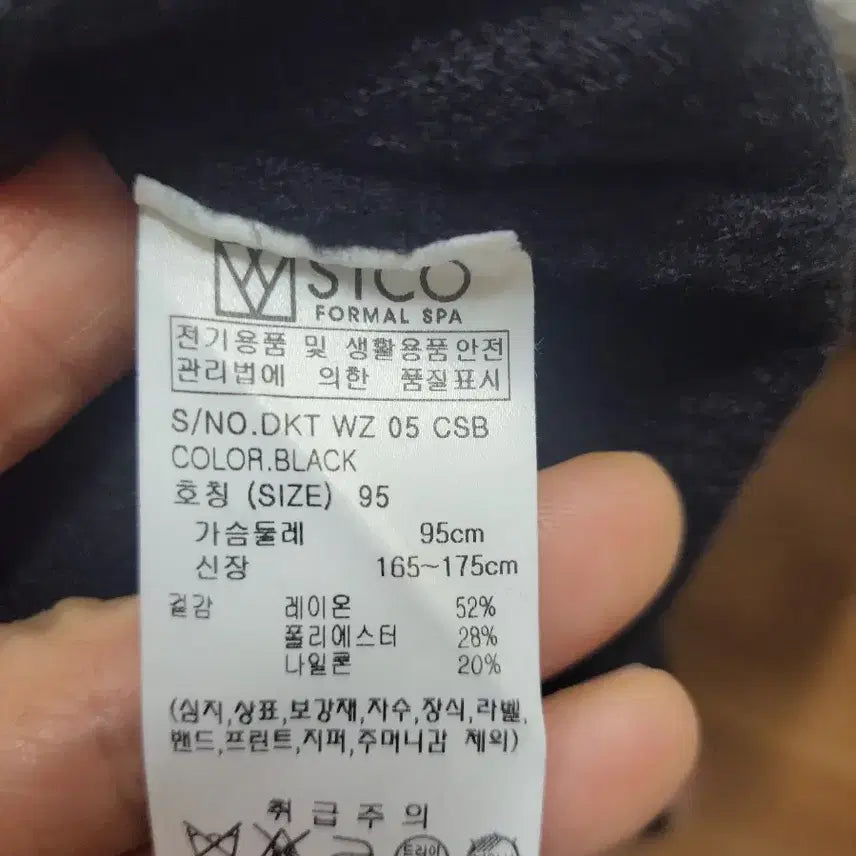 SICO
FORMAL SPA
전기용품 및 생활용품안전
관리법에 의한 품질표시
S/NO.DKT WZ 05 CSB
COLOR.BLACK
호칭 (SIZE) 95
가슴둘레 95cm
신장 165~175cm
겉감 레이온 52%
폴리에스터 28%
나일론 20%
(심지,상표,보강재,자수,장식,라벨,
밴드,프린트,지퍼,주머니감 제외)
취급주의
드라이